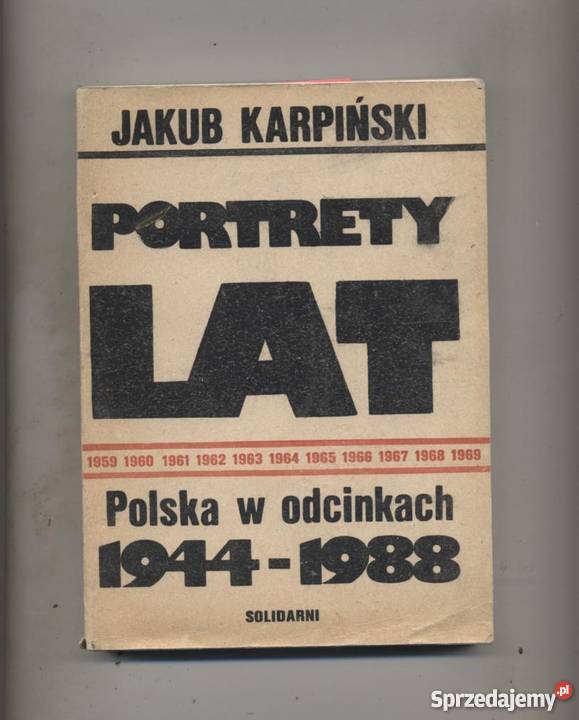 JAKUB KARPIŃSKI
PORTRETY
LAT
1959 1960 1961 1962 1963 1964 1965 1966 1967 1968 1969
Polska w odcinkach
1944-1988
SOLIDARNI
Sprzedajemy.pl